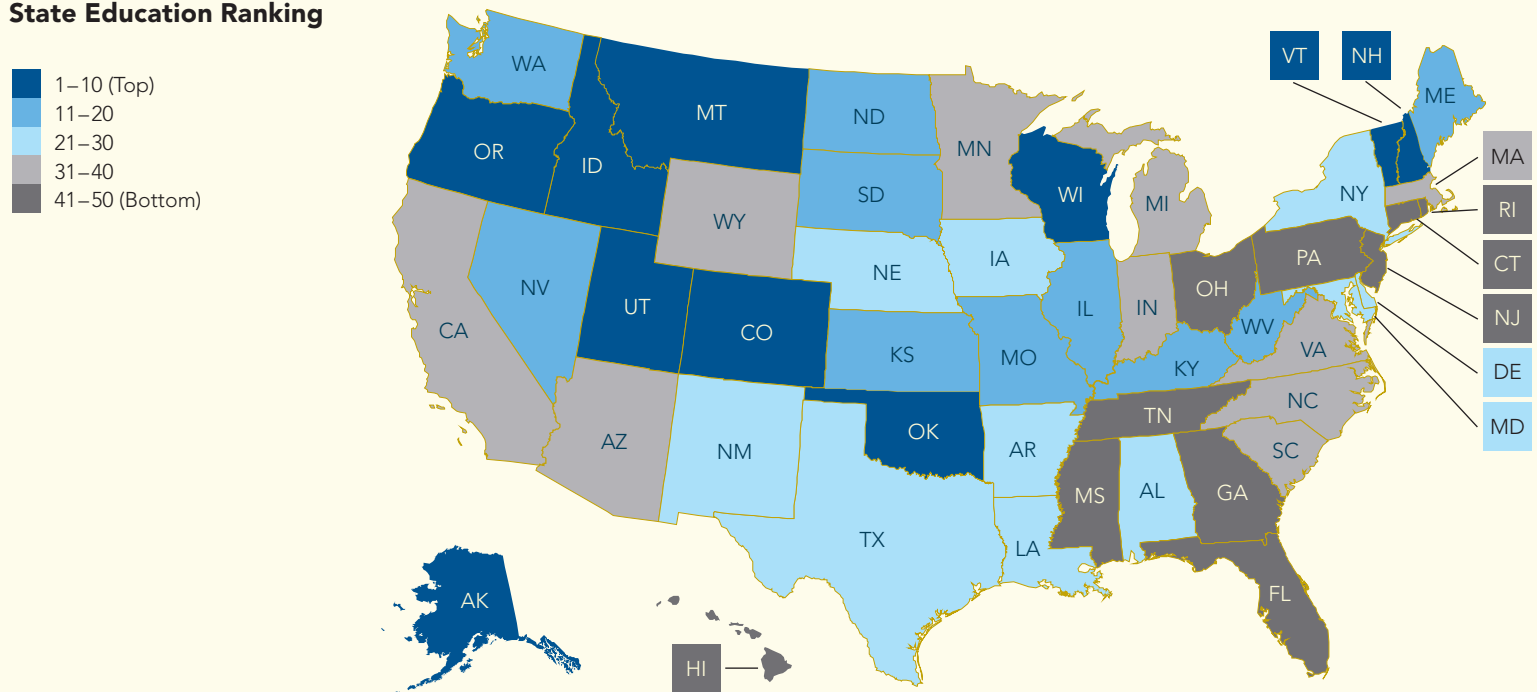 State Education Ranking
1–10 (Top)
11–20
21–30
31–40
41–50 (Bottom)
WA
OR
ID
MT
ND
MN
SD
WY
NE
IA
WI
MI
NV
UT
CO
CA
KS
MO
IL
IN
OH
PA
NY
WV
VA
KY
NC
TN
SC
AZ
NM
OK
AR
MS
AL
GA
TX
LA
FL
AK
HI
VT
NH
ME
MA
RI
CT
NJ
DE
MD